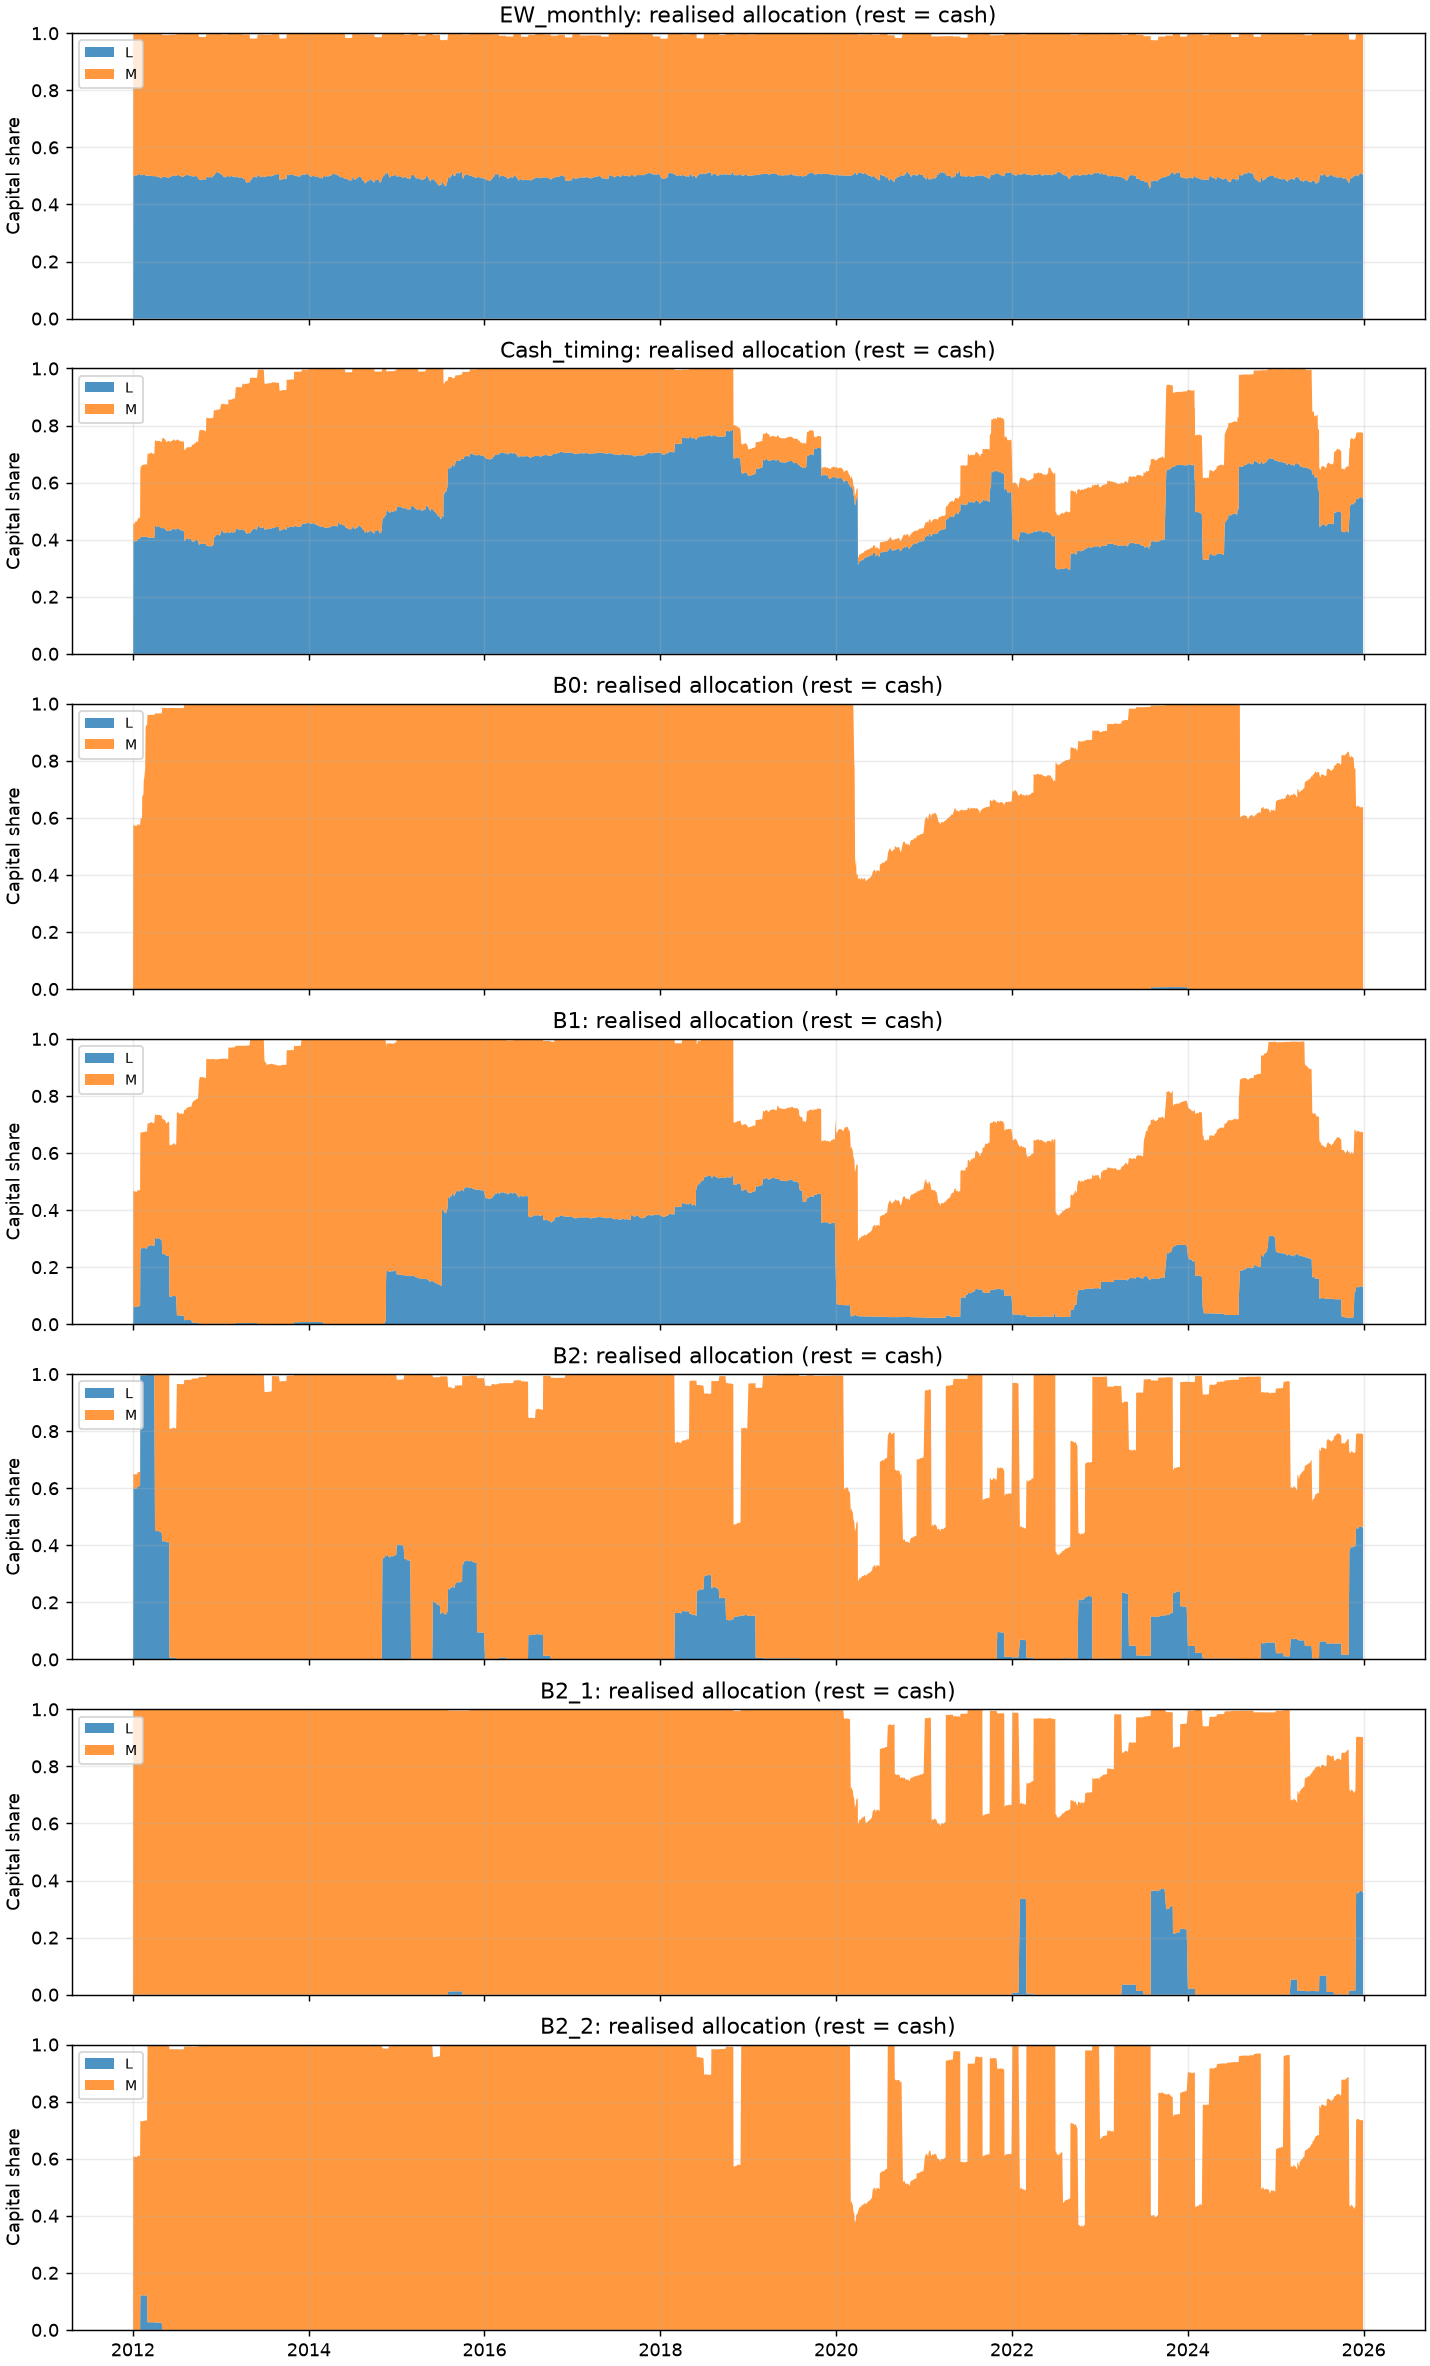 EW_monthly: realised allocation (rest = cash)
1.0
0.8
0.6
0.4
0.2
0.0
Capital share
L
M
Cash_timing: realised allocation (rest = cash)
1.0
0.8
0.6
0.4
0.2
0.0
Capital share
L
M
B0: realised allocation (rest = cash)
1.0
0.8
0.6
0.4
0.2
0.0
Capital share
L
M
B1: realised allocation (rest = cash)
1.0
0.8
0.6
0.4
0.2
0.0
Capital share
L
M
B2: realised allocation (rest = cash)
1.0
0.8
0.6
0.4
0.2
0.0
Capital share
L
M
B2_1: realised allocation (rest = cash)
1.0
0.8
0.6
0.4
0.2
0.0
Capital share
L
M
B2_2: realised allocation (rest = cash)
1.0
0.8
0.6
0.4
0.2
0.0
Capital share
L
M
2012 2014 2016 2018 2020 2022 2024 2026